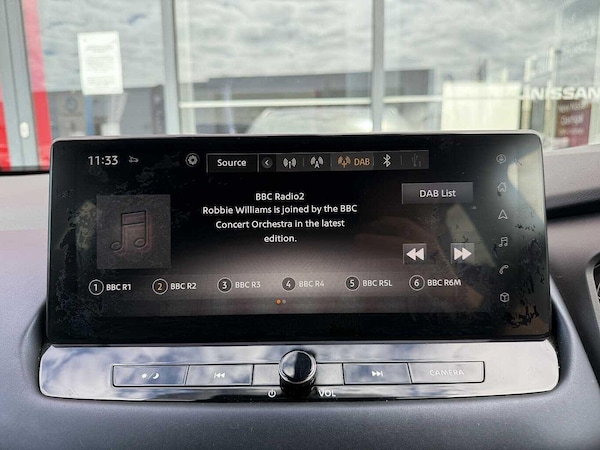 NISSAN
11:33
Source
DAB
BBC Radio2
Robbie Williams is joined by the BBC
Concert Orchestra in the latest
edition.
DAB List
1 BBC R1
2 BBC R2
3 BBC R3
4 BBC R4
5 BBC R5L
6 BBC R6M
VOL
CAMERA